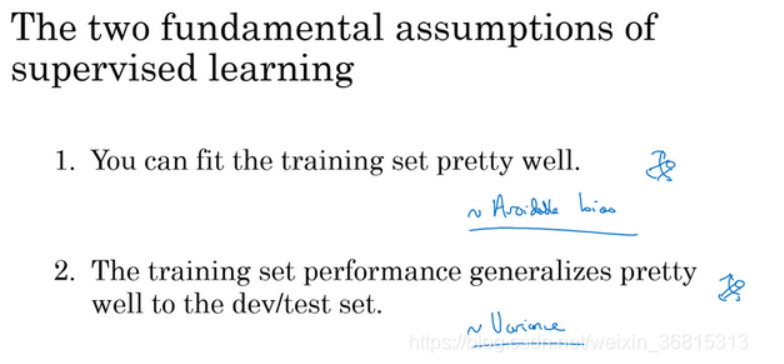 The two fundamental assumptions of
supervised learning
1. You can fit the training set pretty well.
~ Avoidable bias
2. The training set performance generalizes pretty
well to the dev/test set.
~ Variance
https://blog.csdn.net/weixin_36815313